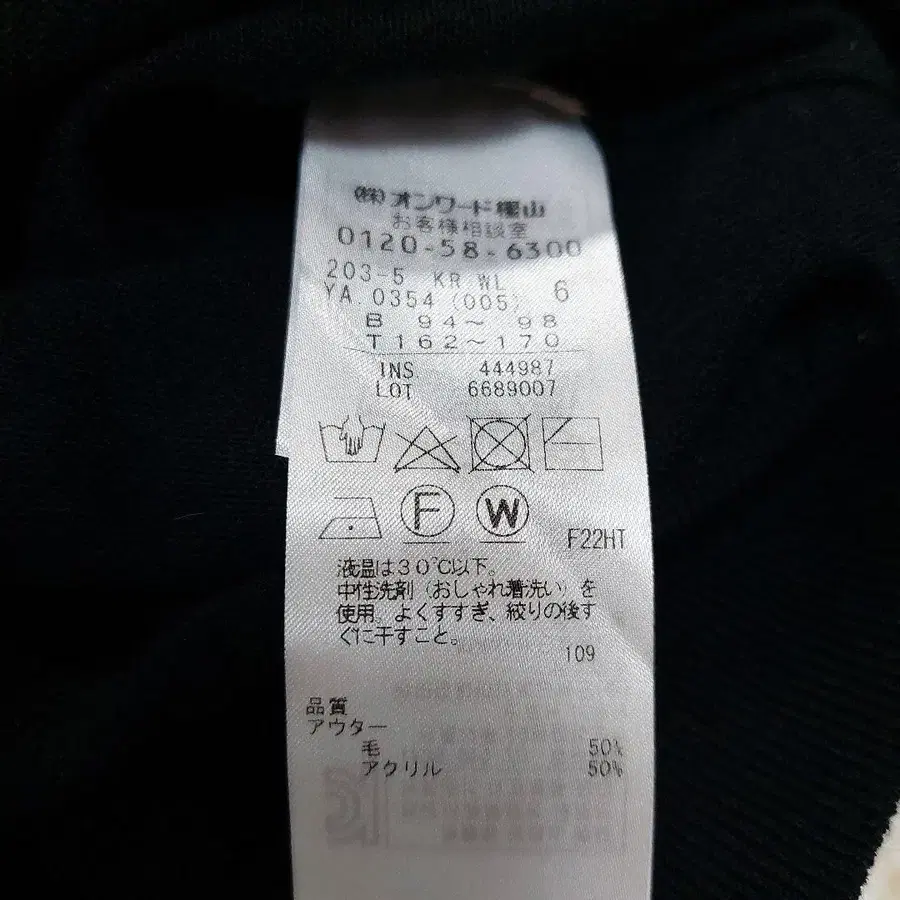 ㈱オンワード樫山
お客様相談室
0120-58-6300
203-5 KR WL 6
YA.0354 (005)
B 94～ 98
T162～170
INS. 444987
LOT 6689007
F W
F22HT
液温は30℃以下。
中性洗剤（おしゃれ着洗い）を
使用。よくすすぎ、絞りの後す
ぐに干すこと。
109
品質
アウター
毛 50%
アクリル 50%